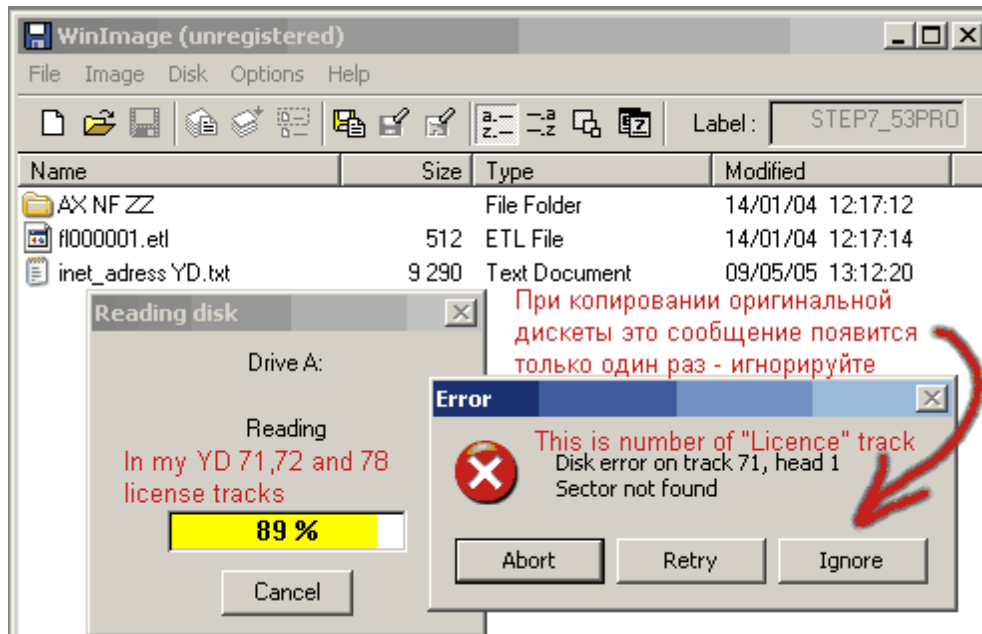 WinImage (unregistered)
File Image Disk Options Help
Label: STEP7_53PRO
Name Size Type Modified
AX NF ZZ File Folder 14/01/04 12:17:12
fl000001.etl 512 ETL File 14/01/04 12:17:14
inet_adress YD.txt 9 290 Text Document 09/05/05 13:12:20
При копировании оригинальной
дискеты это сообщение появится
только один раз - игнорируйте
Reading disk
Drive A:
Reading
In my YD 71,72 and 78
license tracks
89 %
Cancel
Error
This is number of "Licence" track
Disk error on track 71, head 1
Sector not found
Abort Retry Ignore